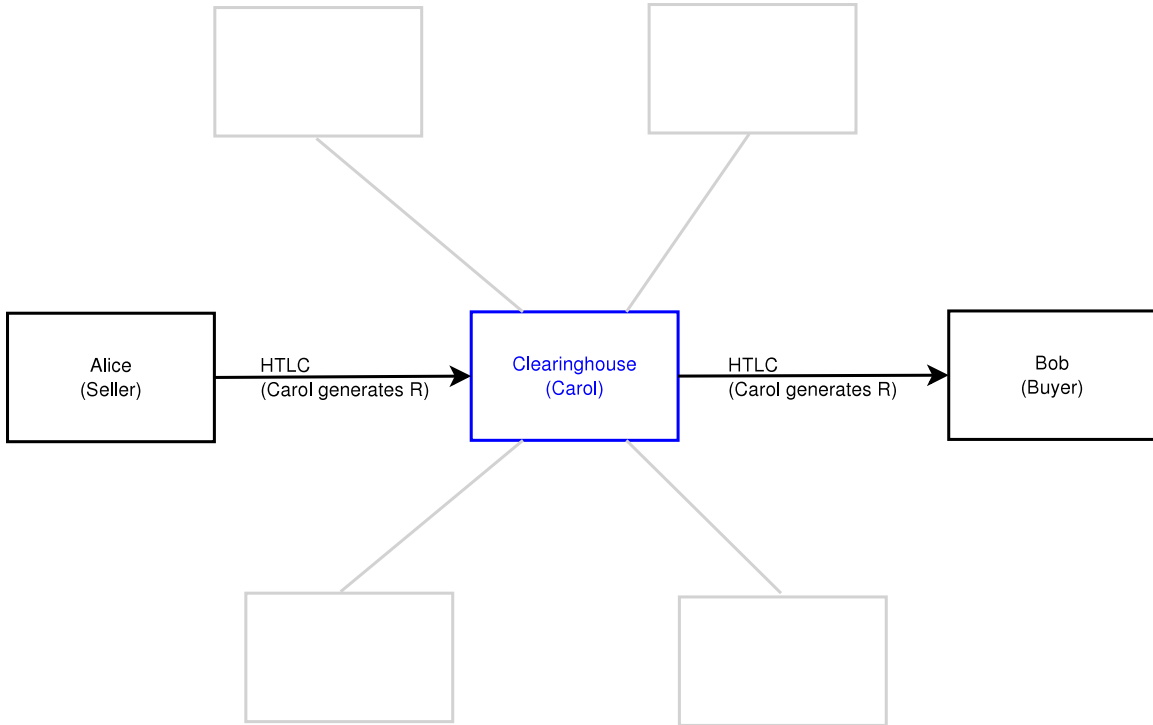 Alice
(Seller)
HTLC
(Carol generates R)
Clearinghouse
(Carol)
HTLC
(Carol generates R)
Bob
(Buyer)